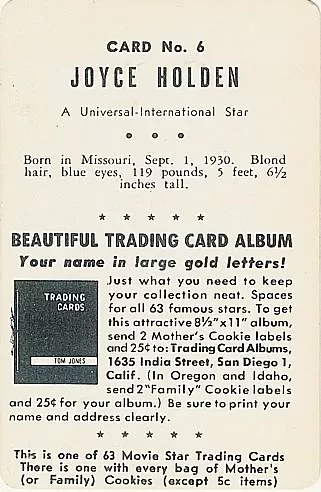 CARD No. 6
JOYCE HOLDEN
A Universal-International Star
Born in Missouri, Sept. 1, 1930. Blond
hair, blue eyes, 119 pounds, 5 feet, 6½
inches tall.
BEAUTIFUL TRADING CARD ALBUM
Your name in large gold letters!
TRADING
CARDS
TOM JONES
Just what you need to keep
your collection neat. Spaces
for all 63 famous stars. To get
this attractive 8½"x11" album,
send 2 Mother's Cookie labels
and 25¢ to: Trading Card Albums,
1635 India Street, San Diego 1,
Calif. (In Oregon and Idaho,
send 2 "Family" Cookie labels
and 25¢ for your album.) Be sure to print your
name and address clearly.
This is one of 63 Movie Star Trading Cards
There is one with every bag of Mother's
(or Family) Cookies (except 5c items)